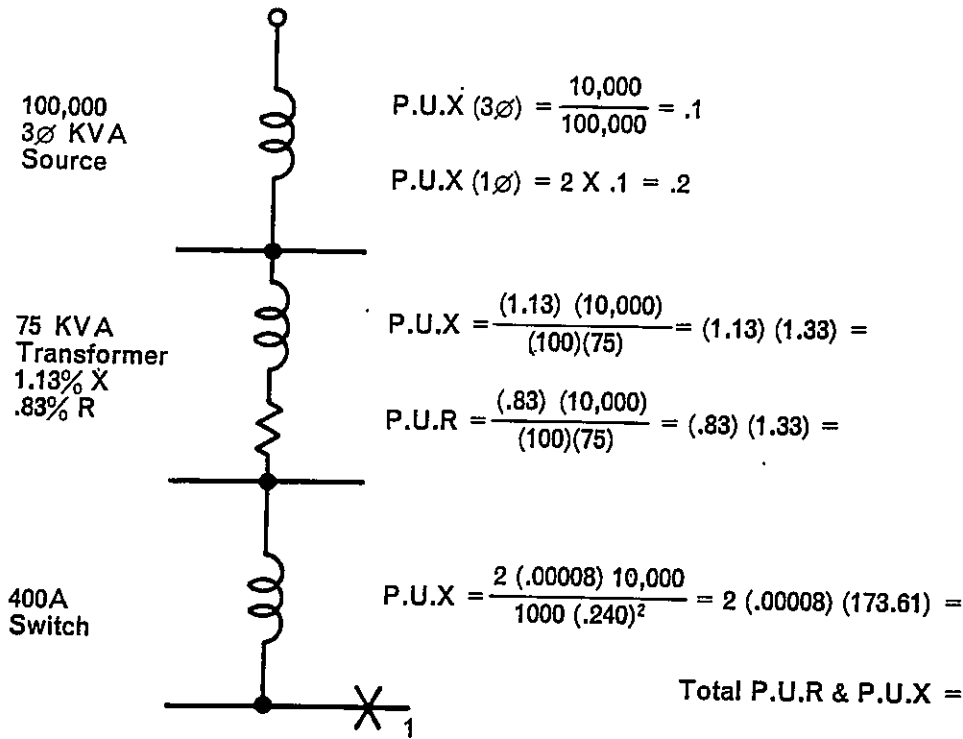 100,000
3∅ KVA
Source
P.U.X (3∅) = 10,000 / 100,000 = .1
P.U.X (1∅) = 2 X .1 = .2
75 KVA
Transformer
1.13% X
.83% R
P.U.X = (1.13) (10,000) / (100)(75) = (1.13) (1.33) =
P.U.R = (.83) (10,000) / (100)(75) = (.83) (1.33) =
400A
Switch
P.U.X = 2 (.00008) 10,000 / 1000 (.240)² = 2 (.00008) (173.61) =
Total P.U.R & P.U.X =
1